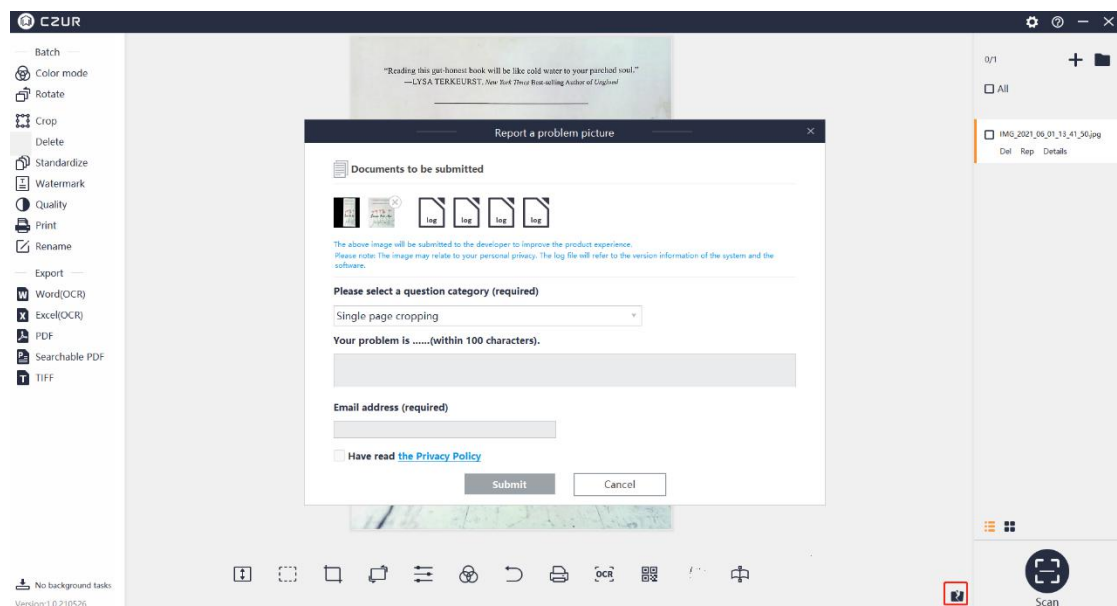 CZUR
Batch
Color mode
Rotate
Crop
Delete
Standardize
Watermark
Quality
Print
Rename
Export
Word(OCR)
Excel(OCR)
PDF
Searchable PDF
TIFF
No background tasks
Version:1.0.210526
"Reading this gut-honest book will be like cold water to your parched soul."
—LYSA TERKEURST, New York Times Best-selling Author of Unglued
Report a problem picture
Documents to be submitted
log log log log
The above image will be submitted to the developer to improve the product experience.
Please note: The image may relate to your personal privacy. The log file will refer to the version information of the system and the
software.
Please select a question category (required)
Single page cropping
Your problem is ......(within 100 characters).
Email address (required)
Have read the Privacy Policy
Submit Cancel
OCR
0/1
All
IMG_2021_06_01_13_41_50.jpg
Del Rep Details
Scan